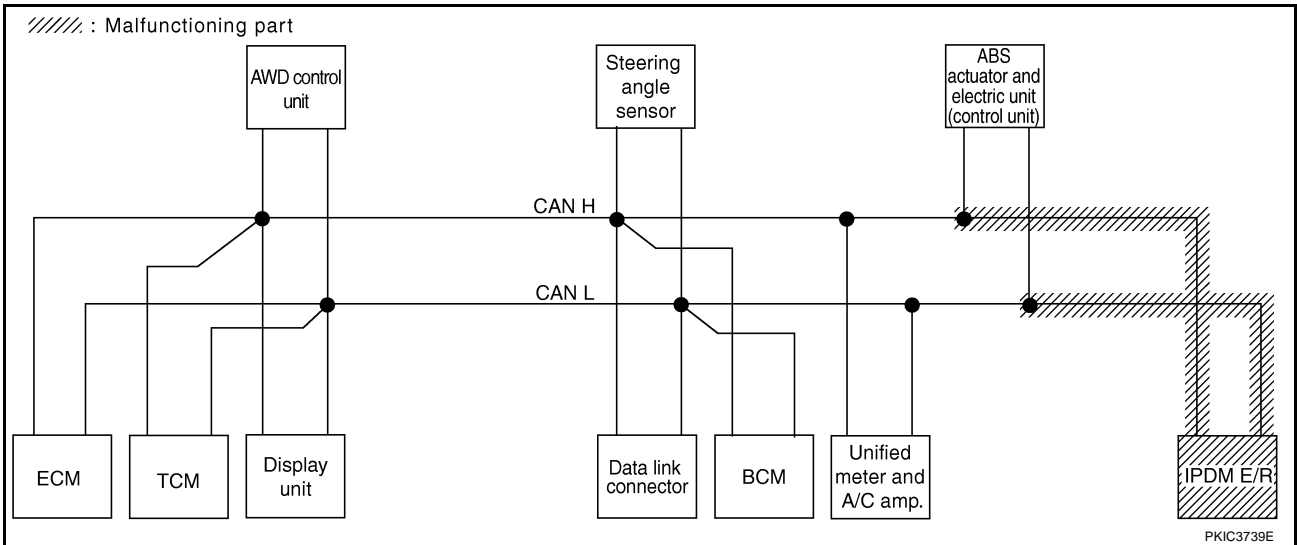 : Malfunctioning part
AWD control
unit
Steering
angle
sensor
ABS
actuator and
electric unit
(control unit)
CAN H
CAN L
ECM
TCM
Display
unit
Data link
connector
BCM
Unified
meter and
A/C amp.
IPDM E/R
PKIC3739E